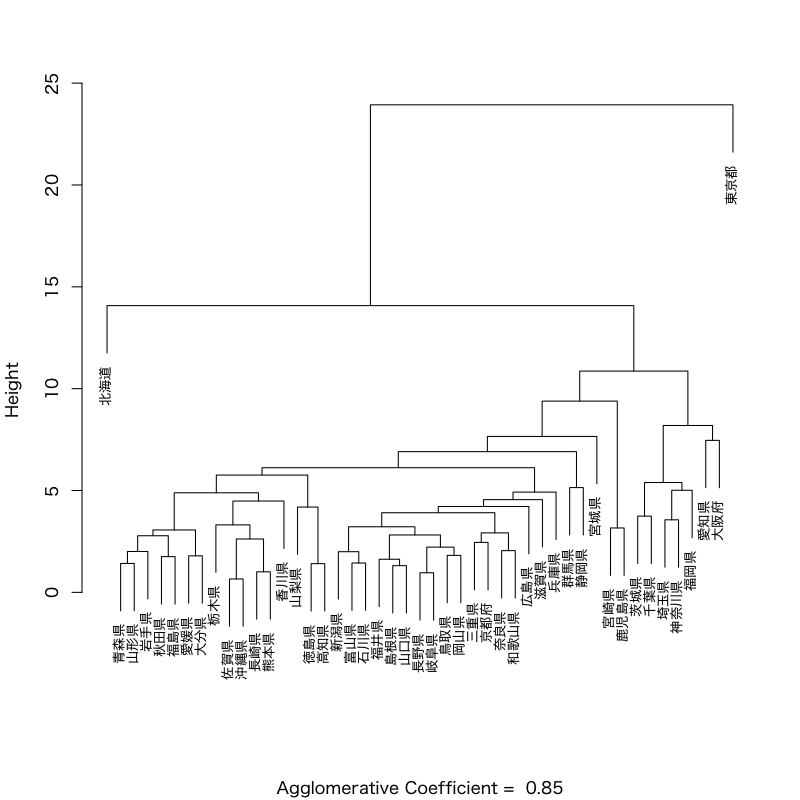 25
20
15
10
5
0
Height
北海道
青森県
山形県
岩手県
秋田県
福島県
愛媛県
大分県
栃木県
佐賀県
沖縄県
長崎県
熊本県
香川県
山梨県
徳島県
高知県
新潟県
富山県
石川県
福井県
島根県
山口県
長野県
岐阜県
鳥取県
岡山県
三重県
京都府
奈良県
和歌山県
広島県
滋賀県
兵庫県
群馬県
静岡県
宮城県
宮崎県
鹿児島県
茨城県
千葉県
埼玉県
神奈川県
福岡県
愛知県
大阪府
東京都
Agglomerative Coefficient = 0.85